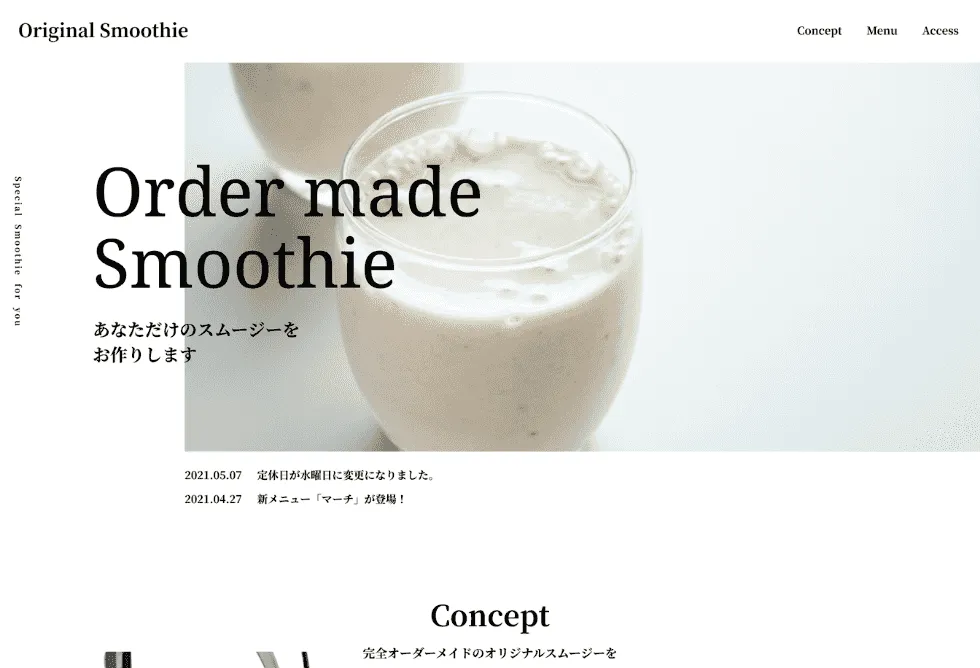 Original Smoothie
Concept
Menu
Access
Special Smoothie for you
Order made
Smoothie
あなただけのスムージーを
お作りします
2021.05.07 定休日が水曜日に変更になりました。
2021.04.27 新メニュー「マーチ」が登場！
Concept
完全オーダーメイドのオリジナルスムージーを